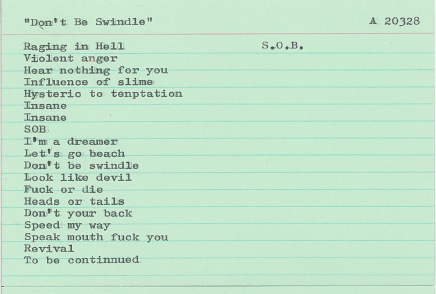 "Don't Be Swindle" A 20328
Raging in Hell S.O.B.
Violent anger
Hear nothing for you
Influence of slime
Hysteric to tenptation
Insane
Insane
SOB
I'm a dreamer
Let's go beach
Don't be swindle
Look like devil
Fuck or die
Heads or tails
Don't your back
Speed my way
Speak mouth fuck you
Revival
To be continnued